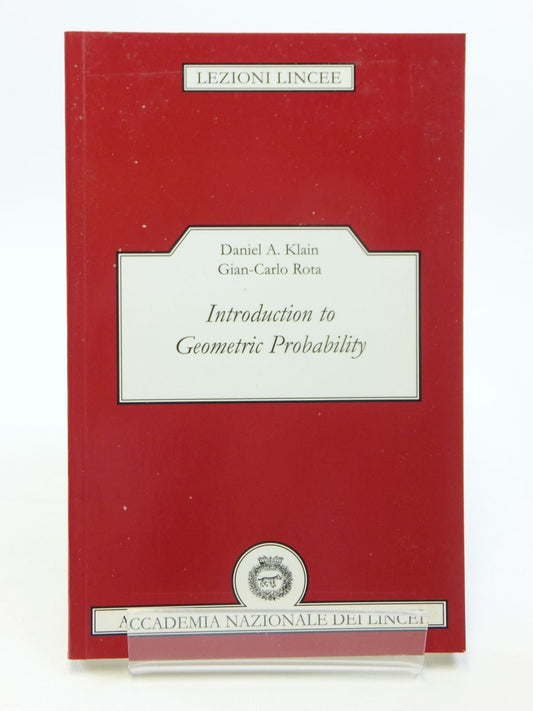 LEZIONI LINCEE
Daniel A. Klain
Gian-Carlo Rota
Introduction to
Geometric Probability
ACCADEMIA NAZIONALE DEI LINCEI